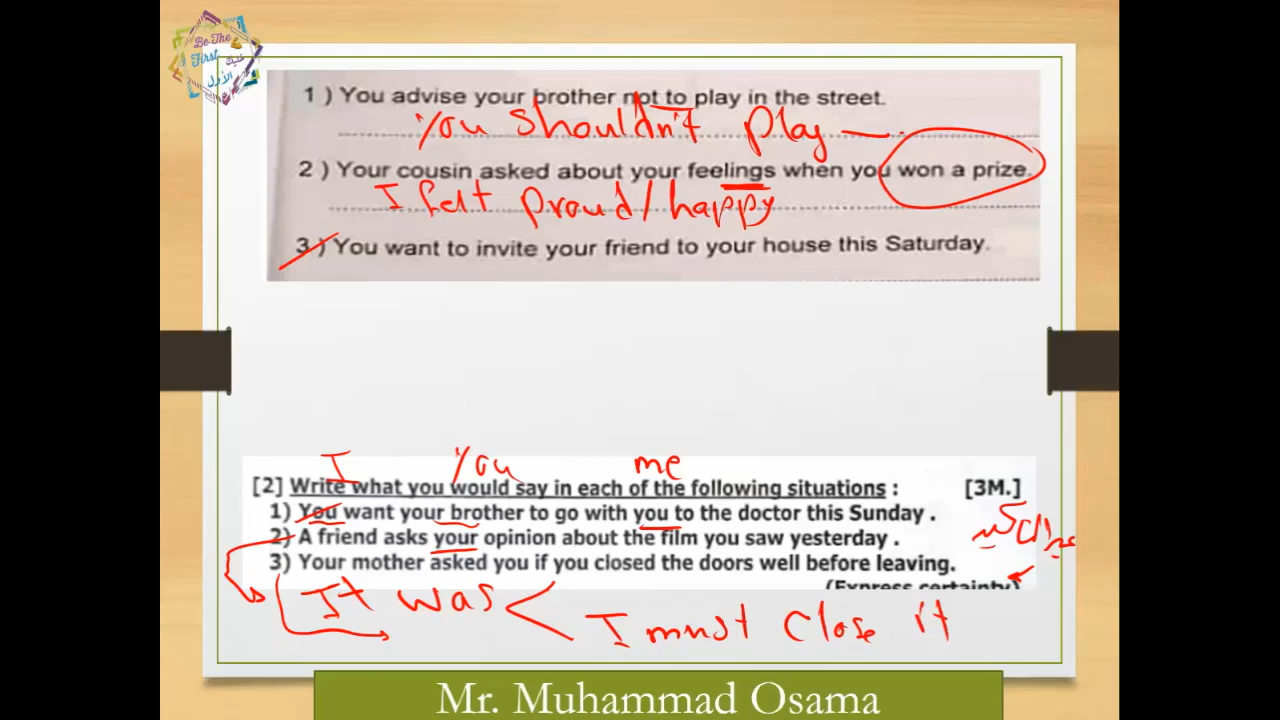 Be The
First
خليك
الأول
1 ) You advise your brother not to play in the street.
You shouldn't play
2 ) Your cousin asked about your feelings when you won a prize.
I felt proud/happy
3 ) You want to invite your friend to your house this Saturday.
I you me
[2] Write what you would say in each of the following situations : [3M.]
1) You want your brother to go with you to the doctor this Sunday .
2) A friend asks your opinion about the film you saw yesterday .
3) Your mother asked you if you closed the doors well before leaving.
(Express certainty)
It was < I must close it
Mr. Muhammad Osama